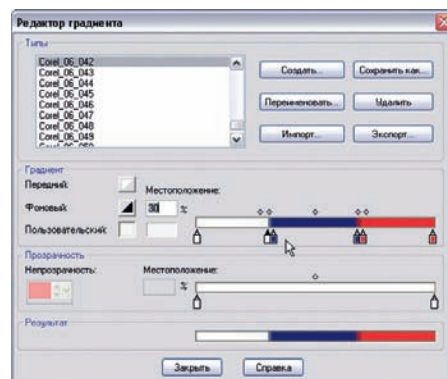 Редактор градиента
Типы
Corel_06_042
Corel_06_043
Corel_06_044
Corel_06_045
Corel_06_046
Corel_06_047
Corel_06_048
Corel_06_049
Создать...
Сохранить как...
Переименовать...
Удалить
Импорт...
Экспорт...
Градиент
Передний:
Местоположение:
Фоновый:
30 %
Пользовательский:
Прозрачность
Непрозрачность:
Местоположение:
%
Результат
Закрыть
Справка